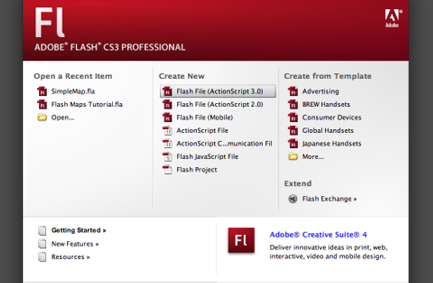 Fl
Adobe
ADOBE® FLASH® CS3 PROFESSIONAL
Open a Recent Item
SimpleMap.fla
Flash Maps Tutorial.fla
Open...
Create New
Flash File (ActionScript 3.0)
Flash File (ActionScript 2.0)
Flash File (Mobile)
ActionScript File
ActionScript C...munication Fil
Flash JavaScript File
Flash Project
Create from Template
Advertising
BREW Handsets
Consumer Devices
Global Handsets
Japanese Handsets
More...
Extend
Flash Exchange »
Getting Started »
New Features »
Resources »
Fl
Adobe® Creative Suite® 4
Deliver innovative ideas in print, web,
interactive, video and mobile design.